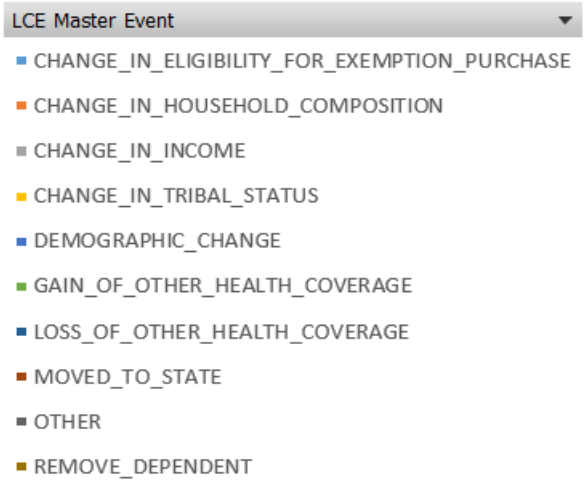 LCE Master Event
CHANGE_IN_ELIGIBILITY_FOR_EXEMPTION_PURCHASE
CHANGE_IN_HOUSEHOLD_COMPOSITION
CHANGE_IN_INCOME
CHANGE_IN_TRIBAL_STATUS
DEMOGRAPHIC_CHANGE
GAIN_OF_OTHER_HEALTH_COVERAGE
LOSS_OF_OTHER_HEALTH_COVERAGE
MOVED_TO_STATE
OTHER
REMOVE_DEPENDENT